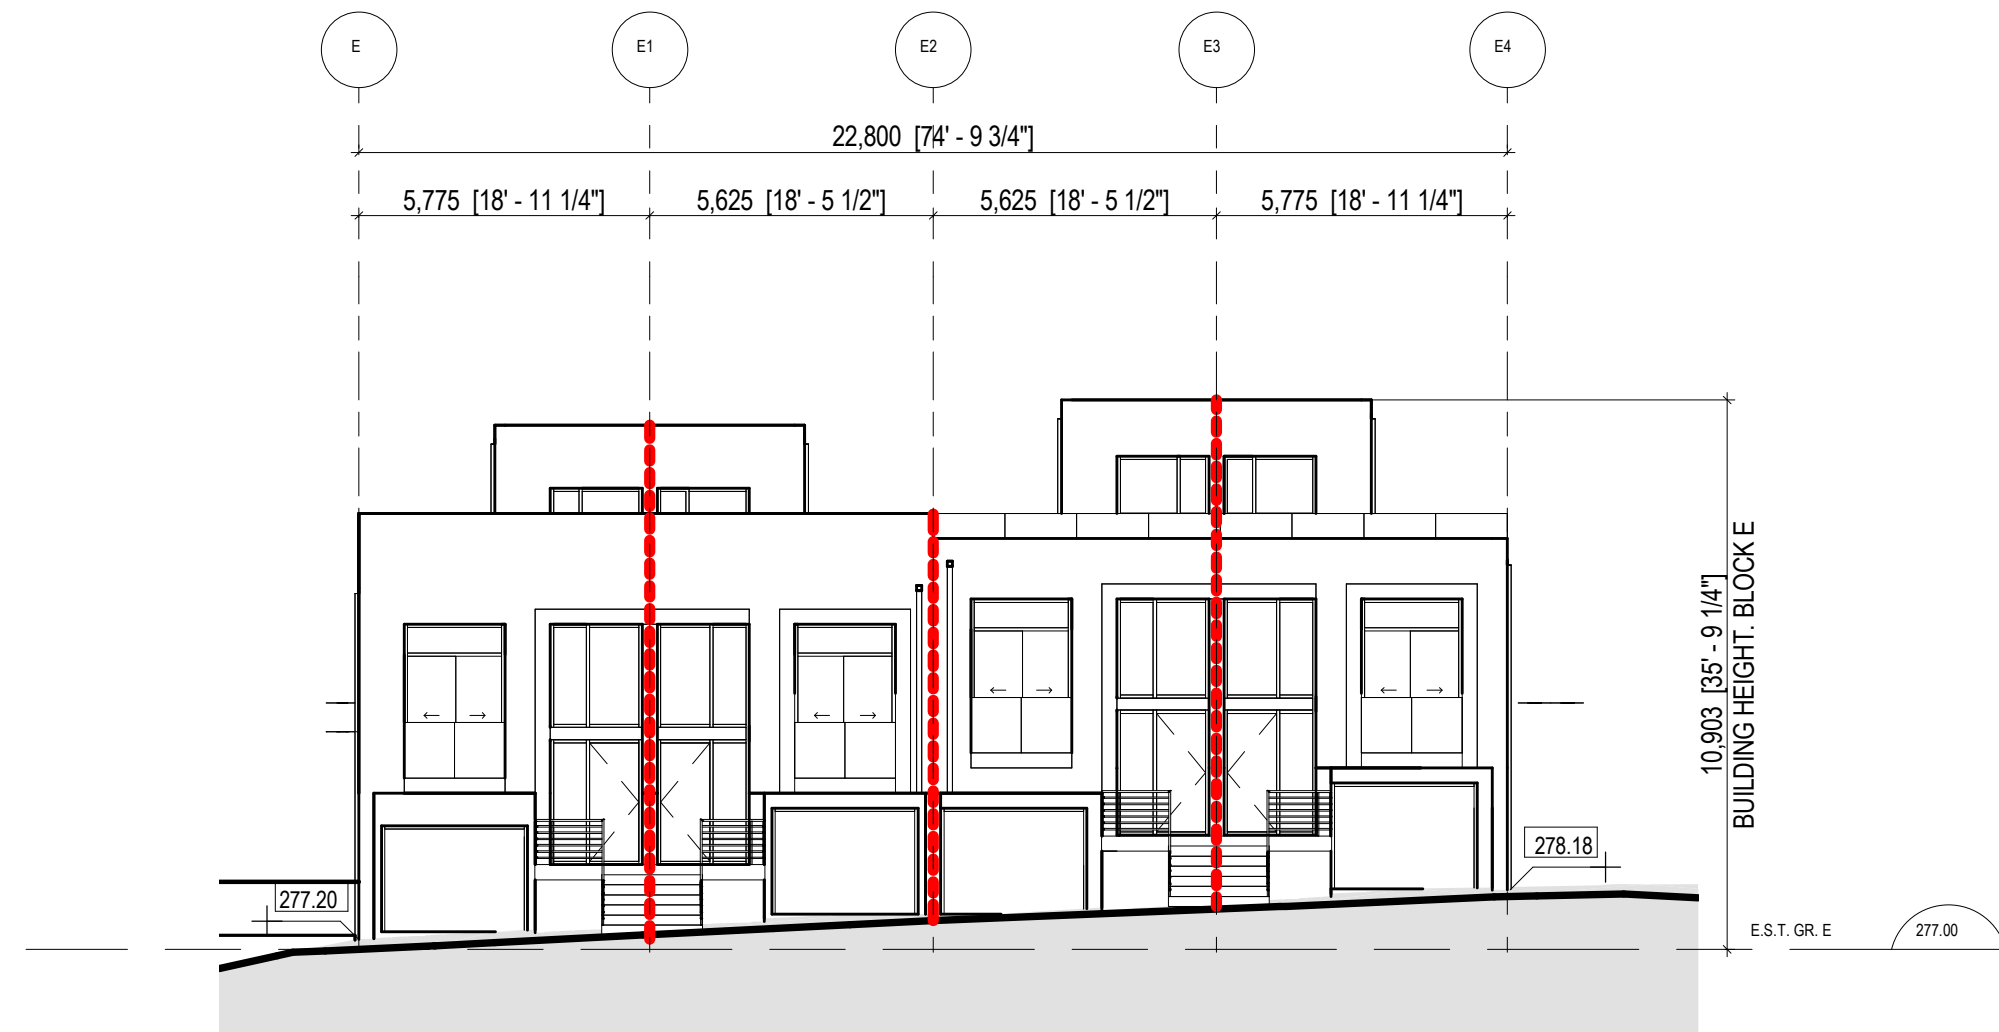 E
E1
E2
E3
E4
22,800 [74' - 9 3/4"]
5,775 [18' - 11 1/4"]
5,625 [18' - 5 1/2"]
5,625 [18' - 5 1/2"]
5,775 [18' - 11 1/4"]
10,903 [35' - 9 1/4"]
BUILDING HEIGHT. BLOCK E
278.18
277.20
E.S.T. GR. E
277.00